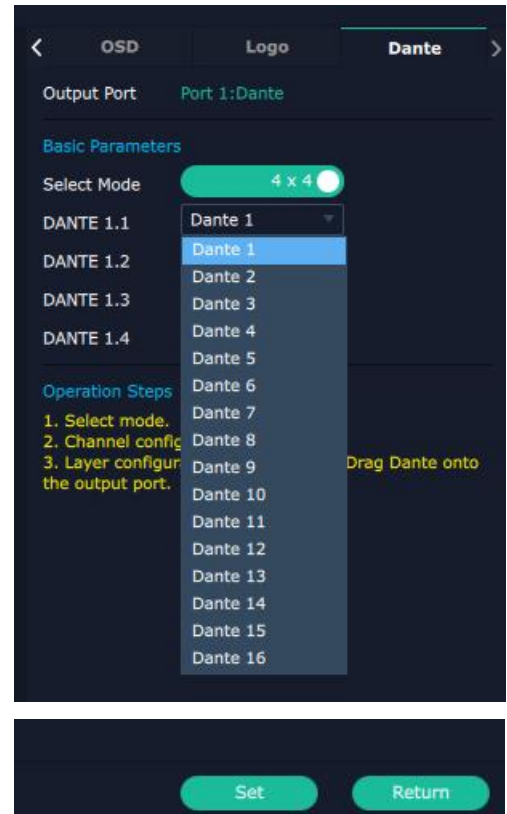 OSD Logo Dante
Output Port Port 1:Dante
Basic Parameters
Select Mode 4 x 4
DANTE 1.1 Dante 1
DANTE 1.2
DANTE 1.3
DANTE 1.4
Dante 1
Dante 2
Dante 3
Dante 4
Dante 5
Dante 6
Dante 7
Dante 8
Dante 9
Dante 10
Dante 11
Dante 12
Dante 13
Dante 14
Dante 15
Dante 16
Operation Steps
1. Select mode.
2. Channel config
3. Layer configur Drag Dante onto
the output port.
Set Return